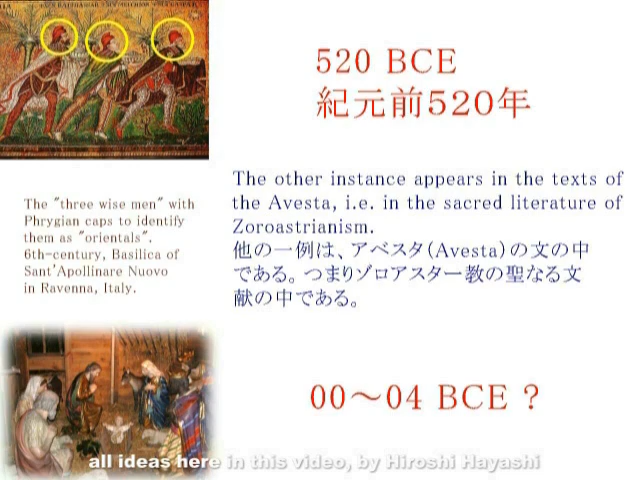 520 BCE
紀元前520年
The other instance appears in the texts of
the Avesta, i.e. in the sacred literature of
Zoroastrianism.
他の一例は、アベスタ(Avesta)の文の中
である。つまりゾロアスター教の聖なる文
献の中である。
The "three wise men" with
Phrygian caps to identify
them as "orientals".
6th-century, Basilica of
Sant'Apollinare Nuovo
in Ravenna, Italy.
00～04 BCE ?
all ideas here in this video, by Hiroshi Hayashi